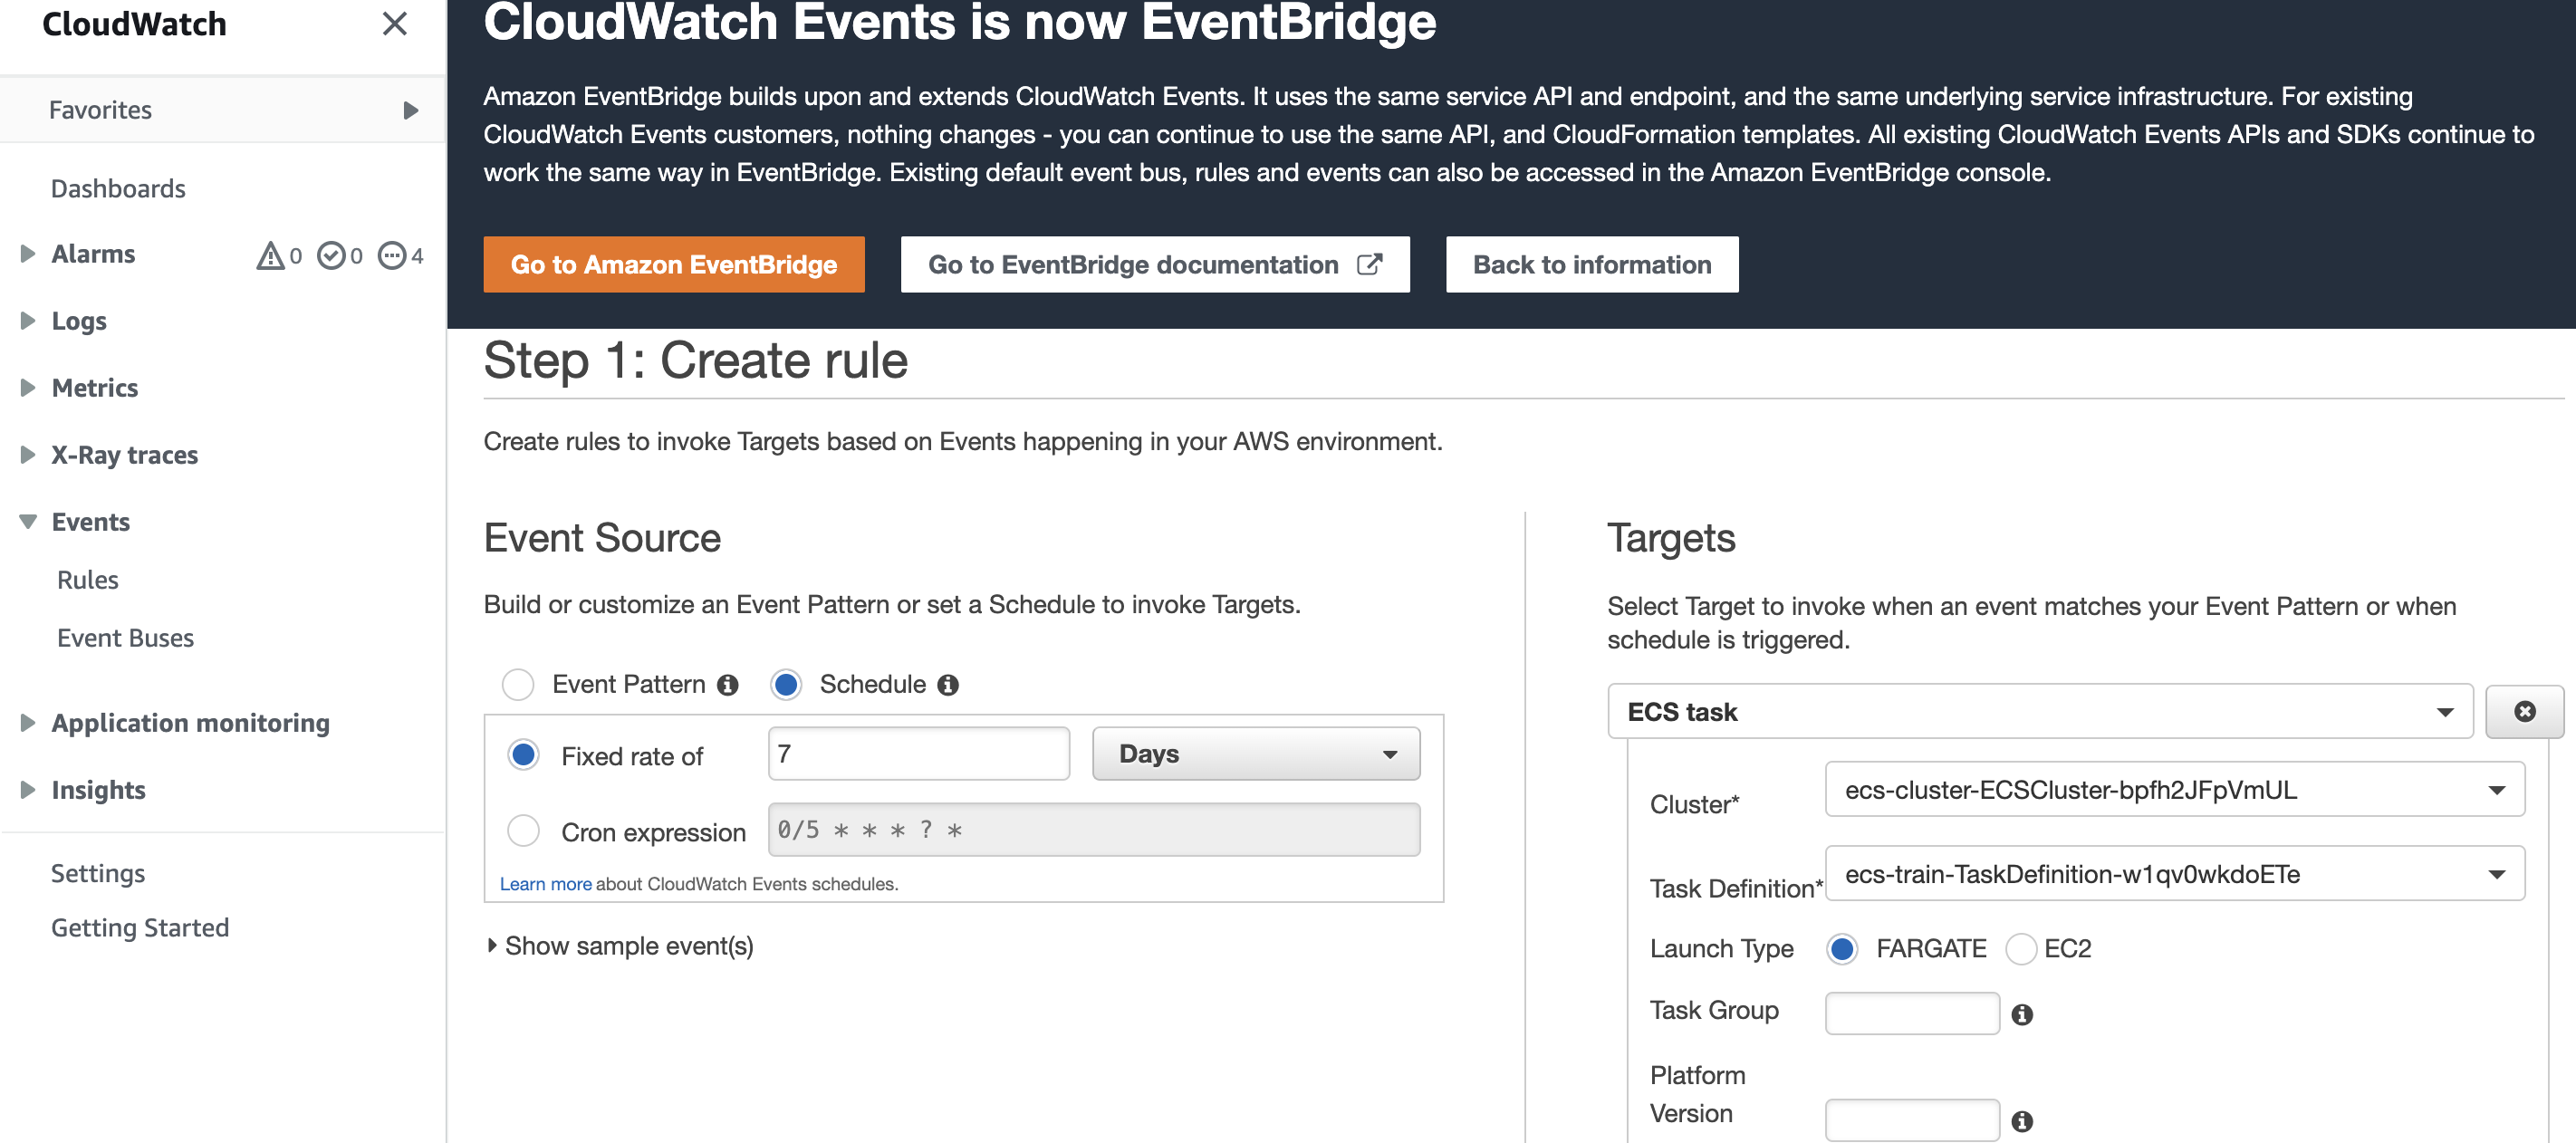 CloudWatch
Favorites
Dashboards
Alarms 0 0 4
Logs
Metrics
X-Ray traces
Events
Rules
Event Buses
Application monitoring
Insights
Settings
Getting Started
CloudWatch Events is now EventBridge
Amazon EventBridge builds upon and extends CloudWatch Events. It uses the same service API and endpoint, and the same underlying service infrastructure. For existing
CloudWatch Events customers, nothing changes - you can continue to use the same API, and CloudFormation templates. All existing CloudWatch Events APIs and SDKs continue to
work the same way in EventBridge. Existing default event bus, rules and events can also be accessed in the Amazon EventBridge console.
Go to Amazon EventBridge Go to EventBridge documentation Back to information
Step 1: Create rule
Create rules to invoke Targets based on Events happening in your AWS environment.
Event Source
Build or customize an Event Pattern or set a Schedule to invoke Targets.
Event Pattern Schedule
Fixed rate of 7 Days
Cron expression 0/5 * * * ? *
Learn more about CloudWatch Events schedules.
Show sample event(s)
Targets
Select Target to invoke when an event matches your Event Pattern or when
schedule is triggered.
ECS task
Cluster* ecs-cluster-ECSCluster-bpfh2JFpVmUL
Task Definition* ecs-train-TaskDefinition-w1qv0wkdoETe
Launch Type FARGATE EC2
Task Group
Platform
Version